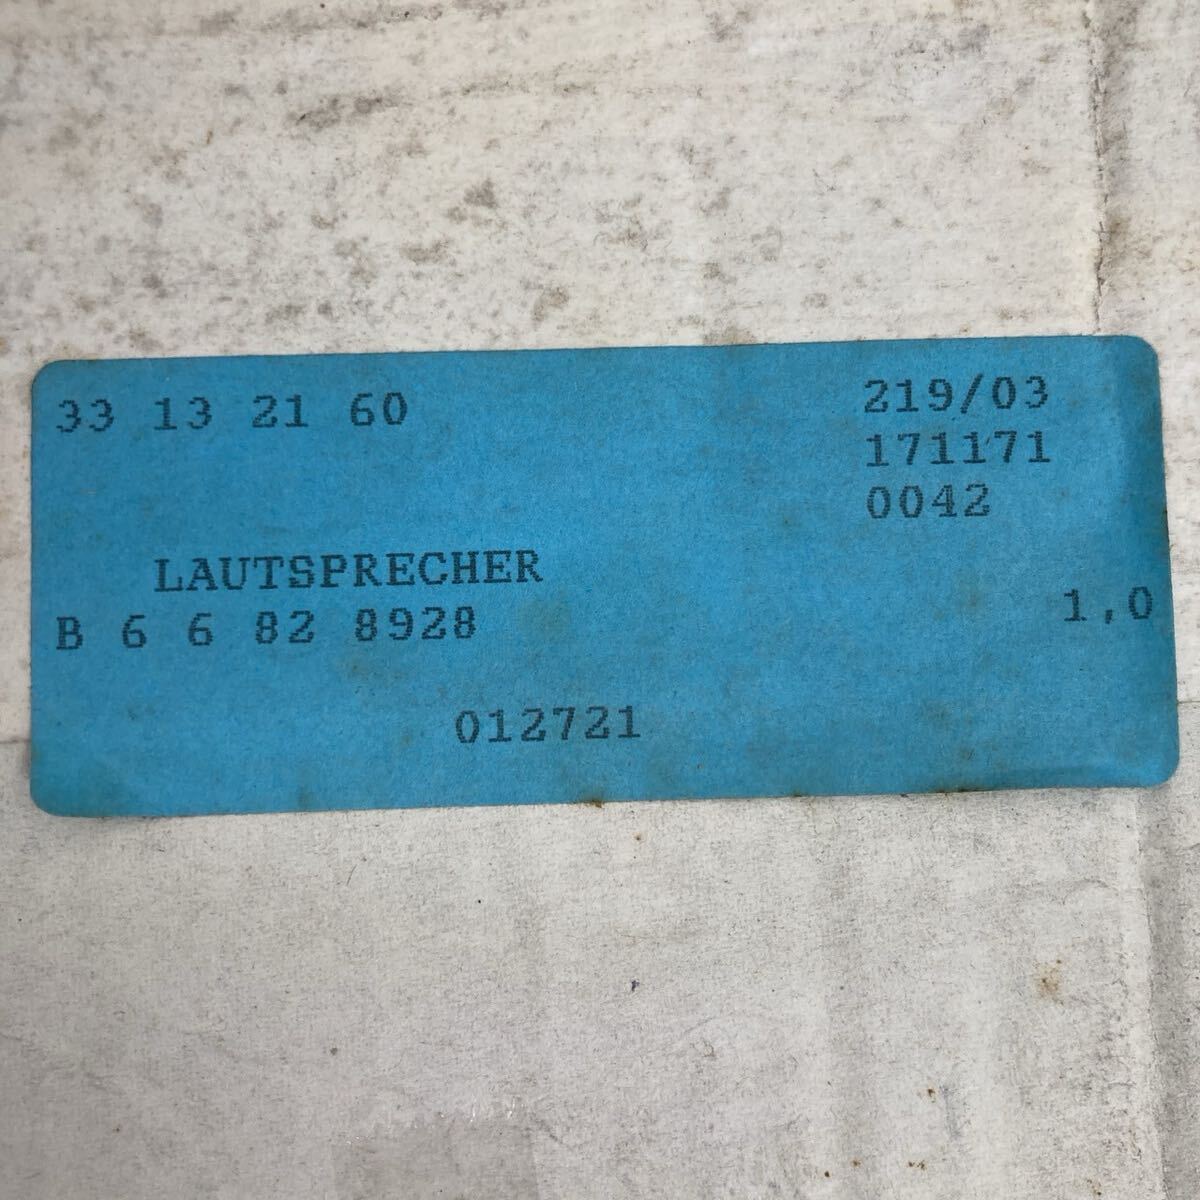 33 13 21 60 219/03
171171
0042
LAUTSPRECHER
B 6 6 82 8928 1,0
012721